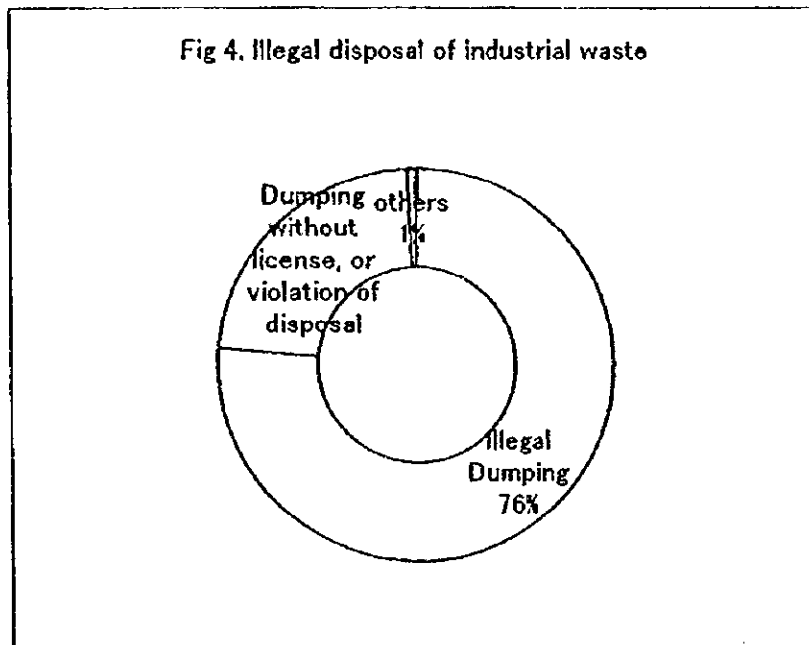 Fig 4. Illegal disposal of industrial waste
Dumping
without
license, or
violation of
disposal
others
1%
Illegal
Dumping
76%